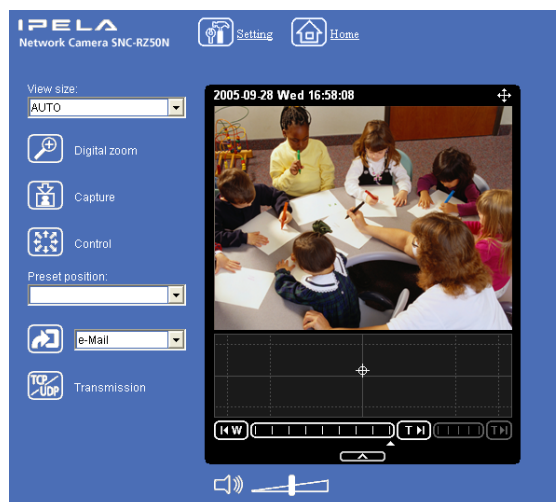 IPELA
Network Camera SNC-RZ50N
Setting
Home
View size:
AUTO
Digital zoom
Capture
Control
Preset position:
e-Mail
TCP/UDP
Transmission
2005-09-28 Wed 16:58:08
W
T
T